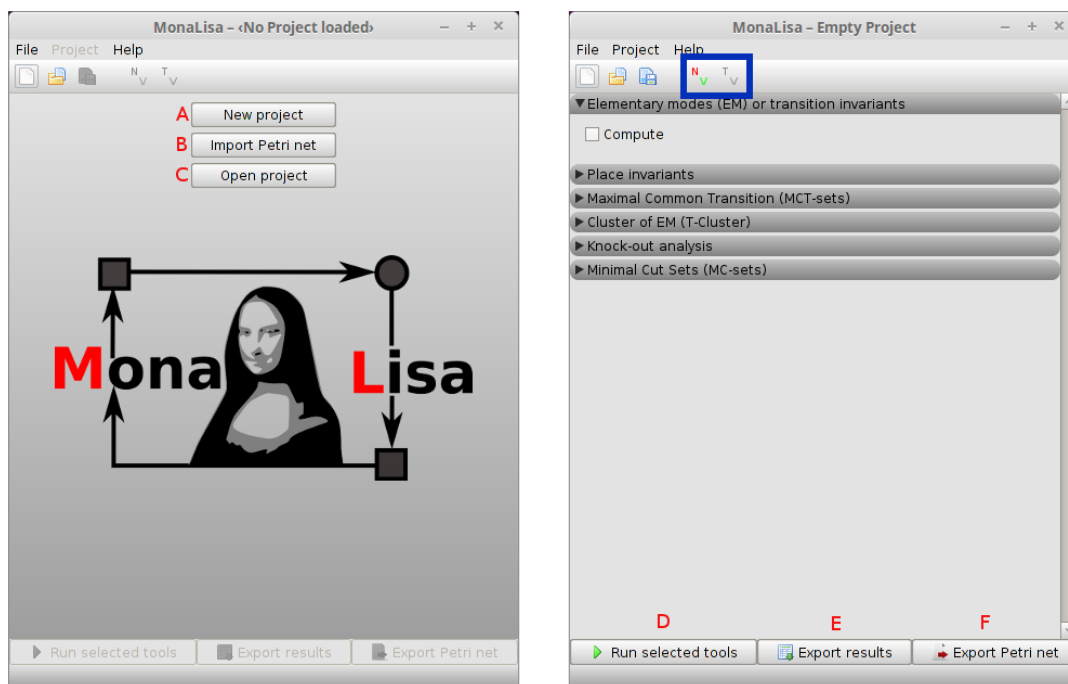 MonaLisa – ‹No Project loaded›
File Project Help
N V T V
A New project
B Import Petri net
C Open project
Mona Lisa
Run selected tools Export results Export Petri net
MonaLisa – Empty Project
File Project Help
N V T V
Elementary modes (EM) or transition invariants
Compute
Place invariants
Maximal Common Transition (MCT-sets)
Cluster of EM (T-Cluster)
Knock-out analysis
Minimal Cut Sets (MC-sets)
D E F
Run selected tools Export results Export Petri net